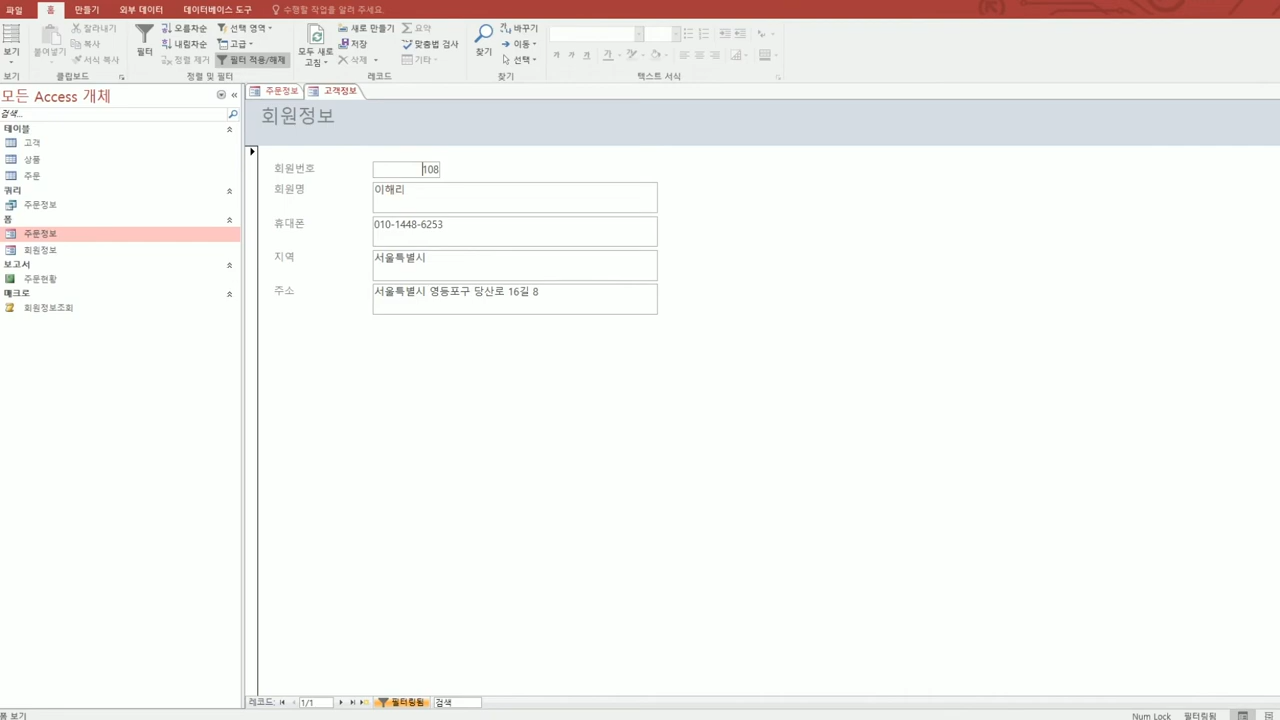 파일 홈 만들기 외부 데이터 데이터베이스 도구 수행할 작업을 알려 주세요.
보기
보기
붙여넣기
잘라내기
복사
서식 복사
클립보드
필터
오름차순
내림차순
정렬 제거
선택 영역
고급
필터 적용/해제
정렬 및 필터
모두 새로
고침
새로 만들기
저장
삭제
요약
맞춤법 검사
기타
레코드
찾기
바꾸기
이동
선택
찾기
가 가 가
텍스트 서식
모든 Access 개체
검색...
테이블
고객
상품
주문
쿼리
주문정보
폼
주문정보
회원정보
보고서
주문현황
매크로
회원정보조회
주문정보 고객정보
회원정보
회원번호 108
회원명 이해리
휴대폰 010-1448-6253
지역 서울특별시
주소 서울특별시 영등포구 당산로 16길 8
레코드: 1/1 필터링됨 검색
폼 보기 Num Lock 필터링됨